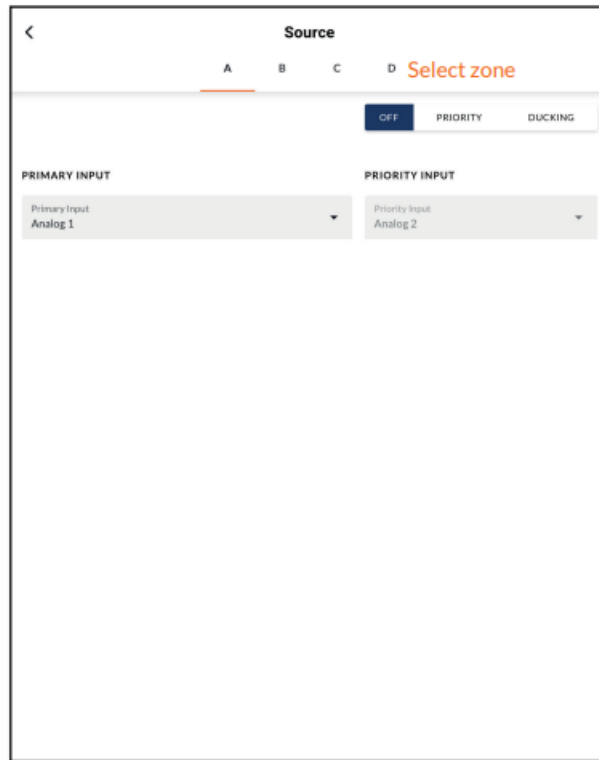 Source
A B C D Select zone
OFF PRIORITY DUCKING
PRIMARY INPUT PRIORITY INPUT
Primary Input Priority Input
Analog 1 Analog 2